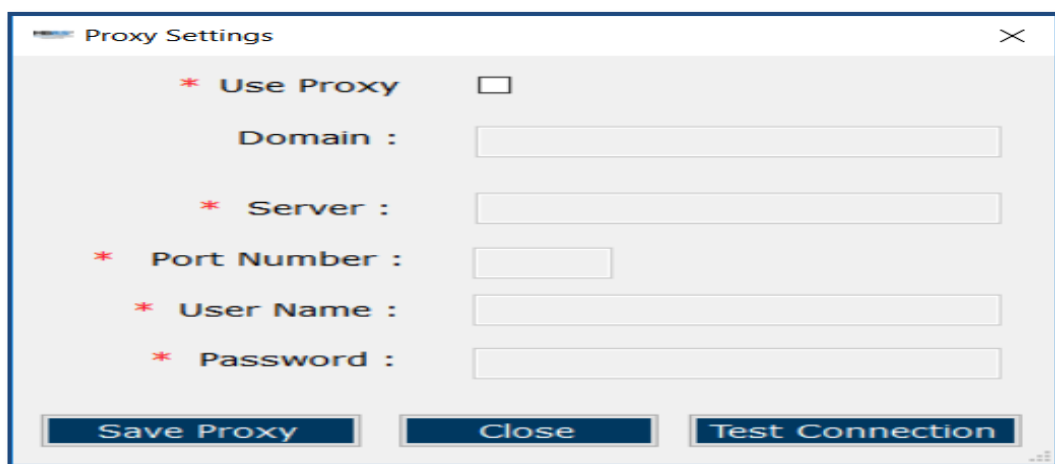 Proxy Settings
* Use Proxy
Domain :
* Server :
* Port Number :
* User Name :
* Password :
Save Proxy Close Test Connection